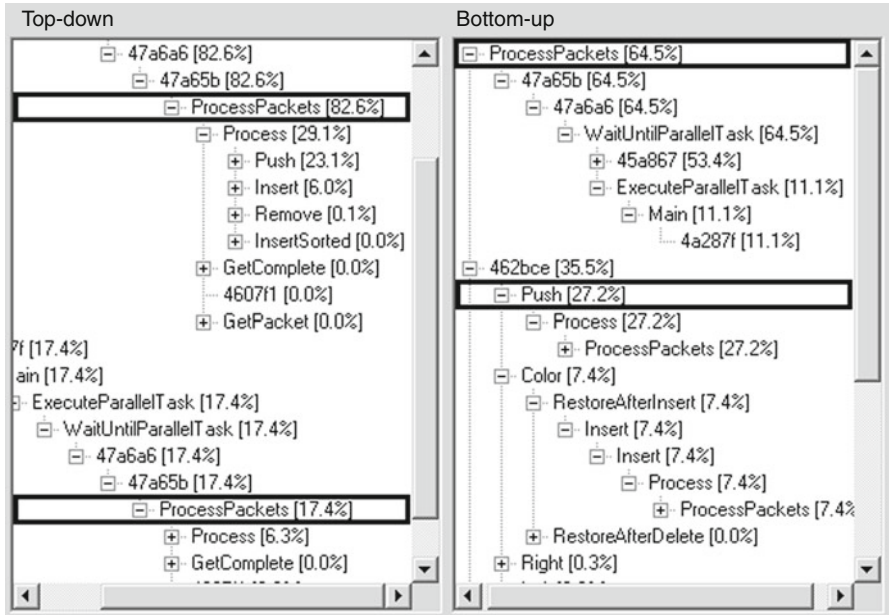 Top-down
47a6a6 [82.6%]
47a65b [82.6%]
ProcessPackets [82.6%]
Process [29.1%]
Push [23.1%]
Insert [6.0%]
Remove [0.1%]
InsertSorted [0.0%]
GetComplete [0.0%]
4607f1 [0.0%]
GetPacket [0.0%]
7f [17.4%]
ain [17.4%]
ExecuteParallelTask [17.4%]
WaitUntilParallelTask [17.4%]
47a6a6 [17.4%]
47a65b [17.4%]
ProcessPackets [17.4%]
Process [6.3%]
GetComplete [0.0%]
Bottom-up
ProcessPackets [64.5%]
47a65b [64.5%]
47a6a6 [64.5%]
WaitUntilParallelTask [64.5%]
45a867 [53.4%]
ExecuteParallelTask [11.1%]
Main [11.1%]
4a287f [11.1%]
462bce [35.5%]
Push [27.2%]
Process [27.2%]
ProcessPackets [27.2%]
Color [7.4%]
RestoreAfterInsert [7.4%]
Insert [7.4%]
Insert [7.4%]
Process [7.4%]
ProcessPackets [7.4%
RestoreAfterDelete [0.0%]
Right [0.3%]